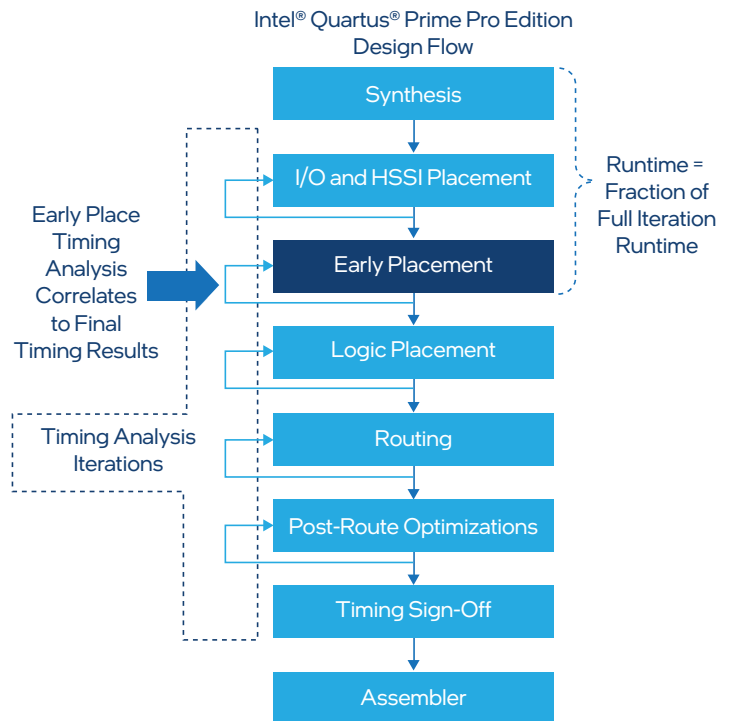 Intel® Quartus® Prime Pro Edition
Design Flow
Synthesis
I/O and HSSI Placement
Runtime =
Fraction of
Full Iteration
Runtime
Early Place
Timing
Analysis
Correlates
to Final
Timing Results
Early Placement
Logic Placement
Timing Analysis
Iterations
Routing
Post-Route Optimizations
Timing Sign-Off
Assembler